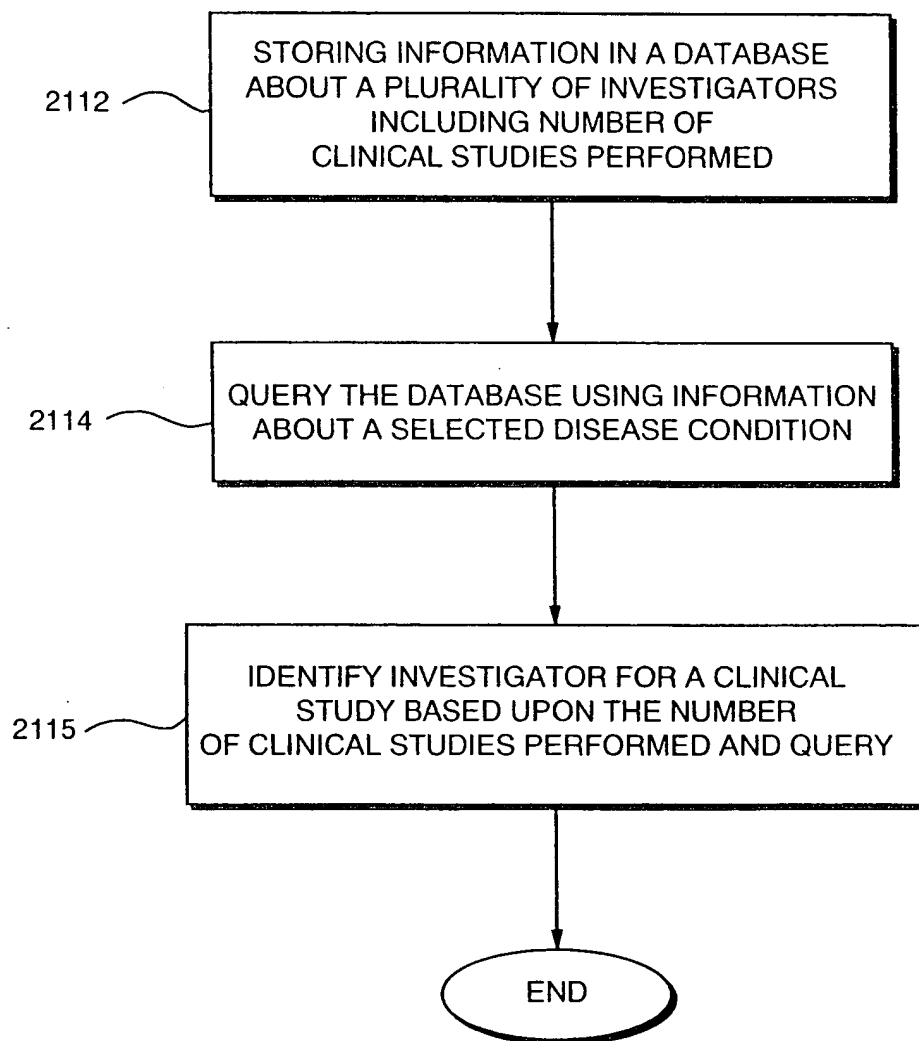 STORING INFORMATION IN A DATABASE
ABOUT A PLURALITY OF INVESTIGATORS
INCLUDING NUMBER OF
CLINICAL STUDIES PERFORMED
2112
QUERY THE DATABASE USING INFORMATION
ABOUT A SELECTED DISEASE CONDITION
2114
IDENTIFY INVESTIGATOR FOR A CLINICAL
STUDY BASED UPON THE NUMBER
OF CLINICAL STUDIES PERFORMED AND QUERY
2115
END